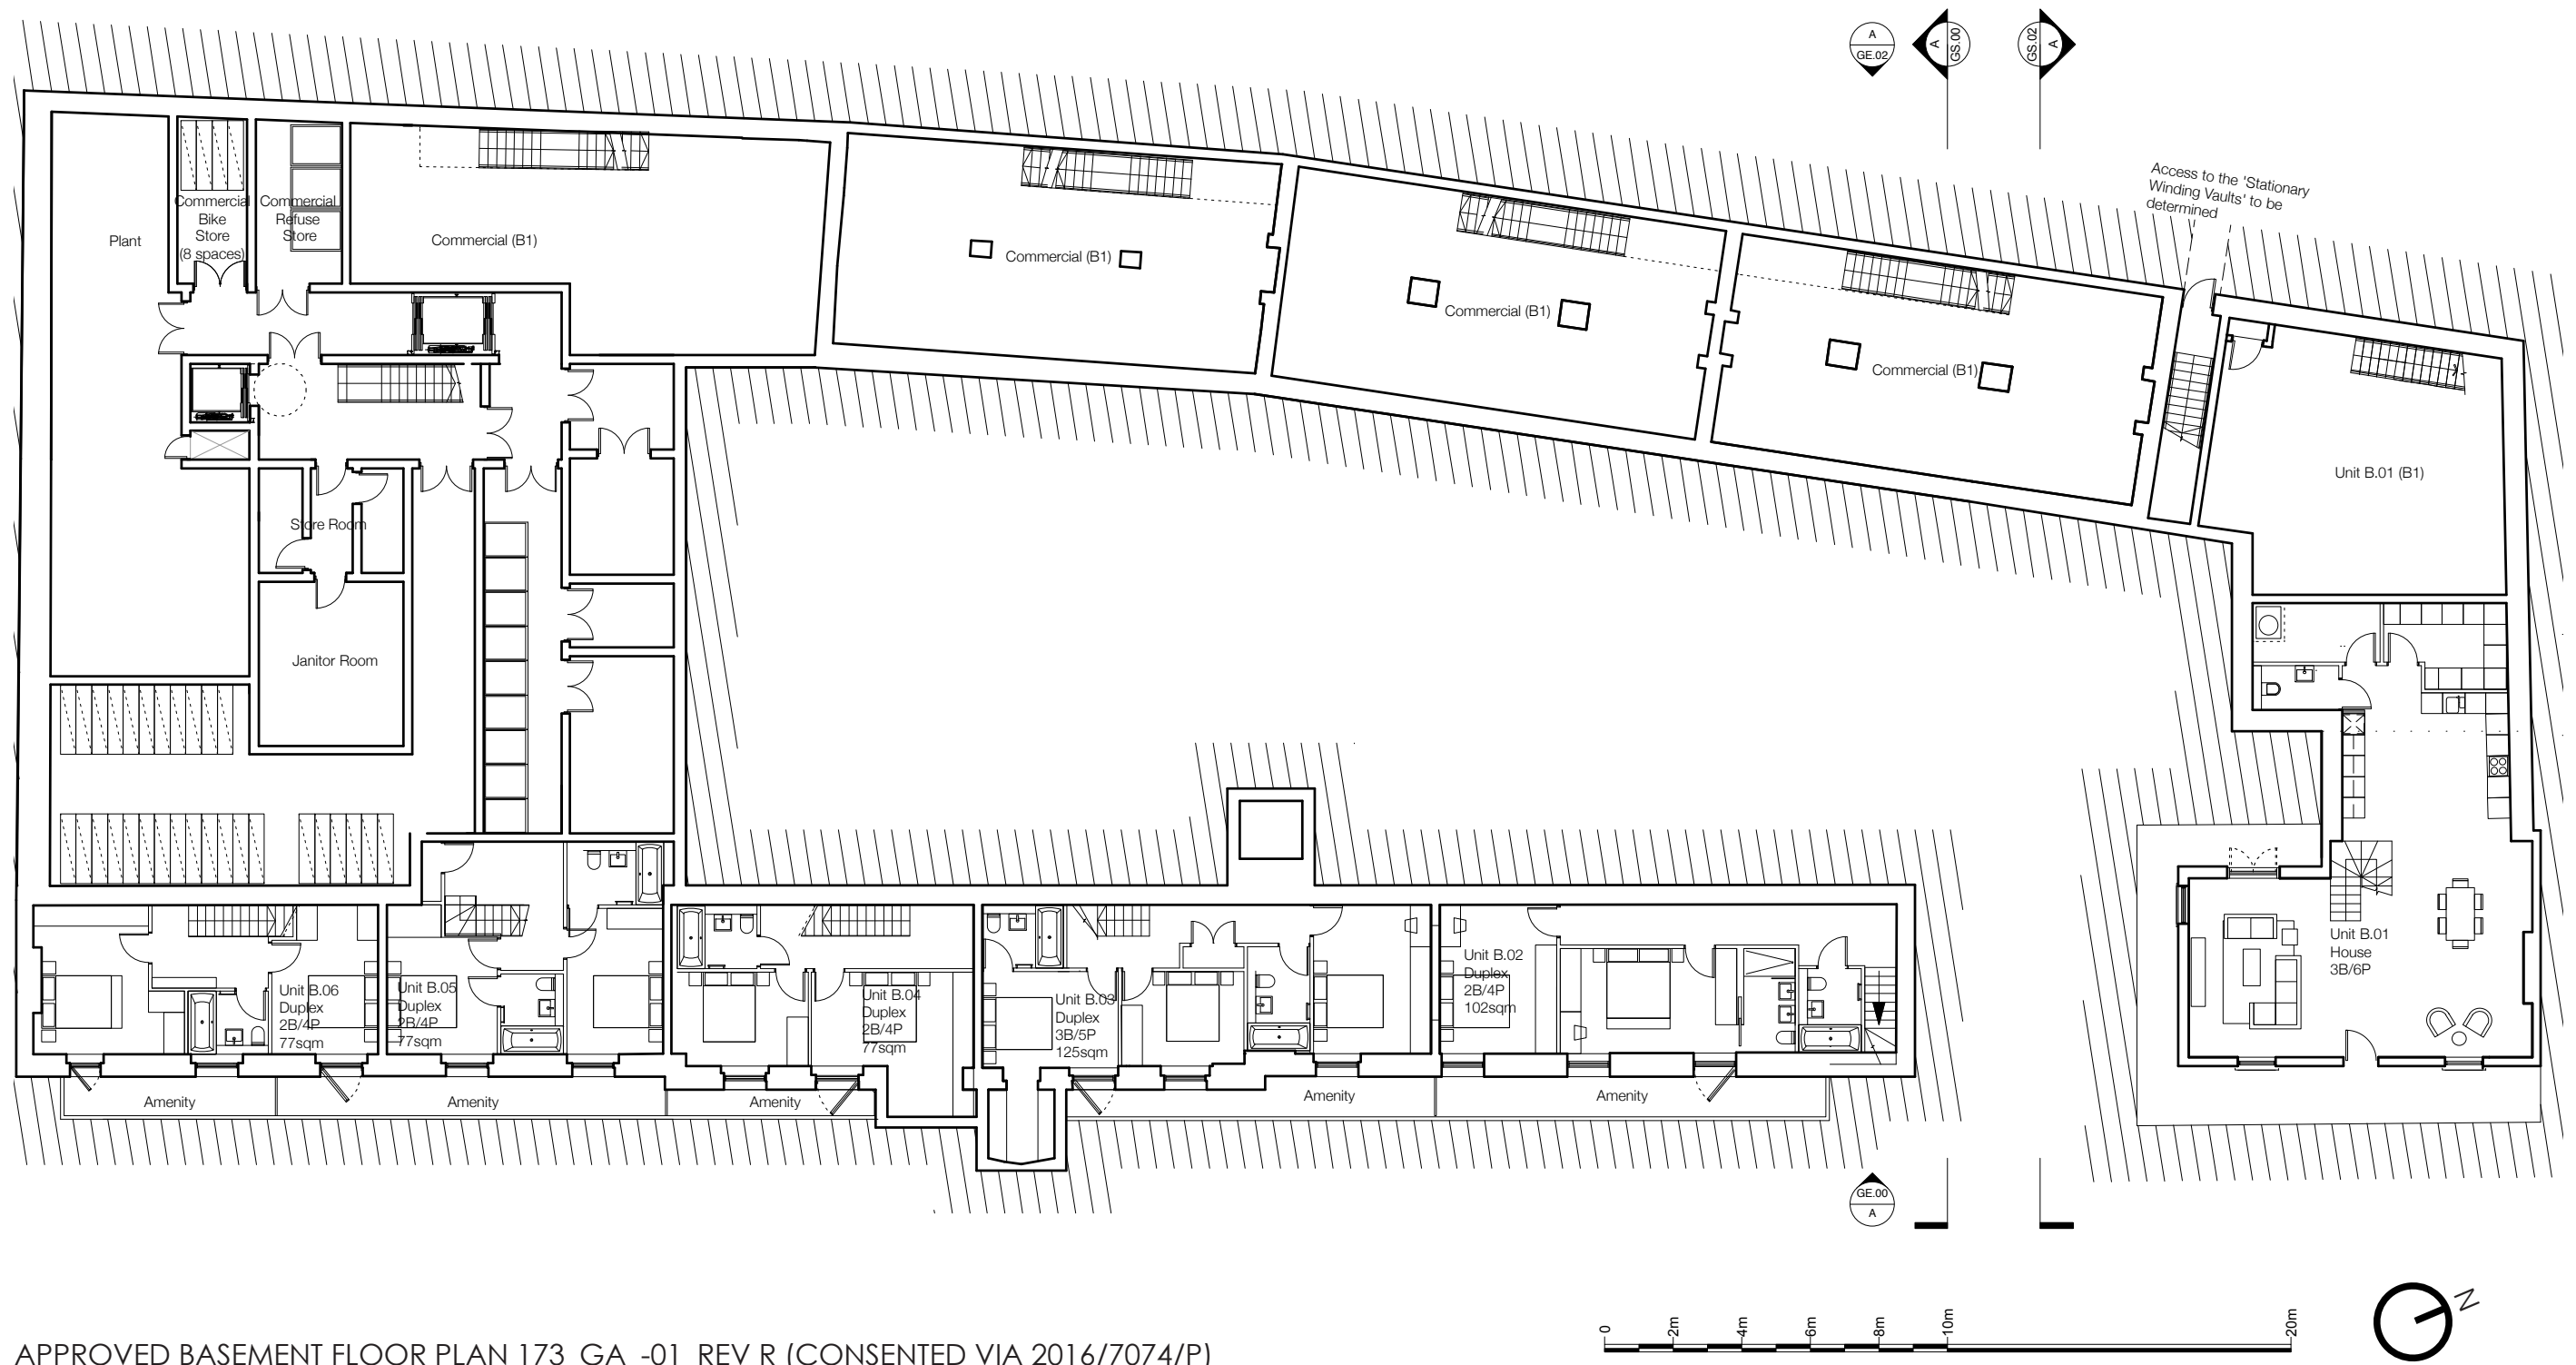 A
GE.02
A
GS.00
GS.02
A
Access to the 'Stationary
Winding Vaults' to be
determined
Plant
Commercial
Bike
Store
(8 spaces)
Commercial
Refuse
Store
Commercial (B1)
Commercial (B1)
Commercial (B1)
Commercial (B1)
Unit B.01 (B1)
Store Room
Janitor Room
Unit B.06
Duplex
2B/4P
77sqm
Unit B.05
Duplex
2B/4P
77sqm
Unit B.04
Duplex
2B/4P
77sqm
Unit B.03
Duplex
3B/5P
125sqm
Unit B.02
Duplex
2B/4P
102sqm
Unit B.01
House
3B/6P
Amenity
Amenity
Amenity
Amenity
Amenity
GE.00
A
0
2m
4m
6m
8m
10m
20m
N
APPROVED BASEMENT FLOOR PLAN 173_GA_-01_REV R (CONSENTED VIA 2016/7074/P)